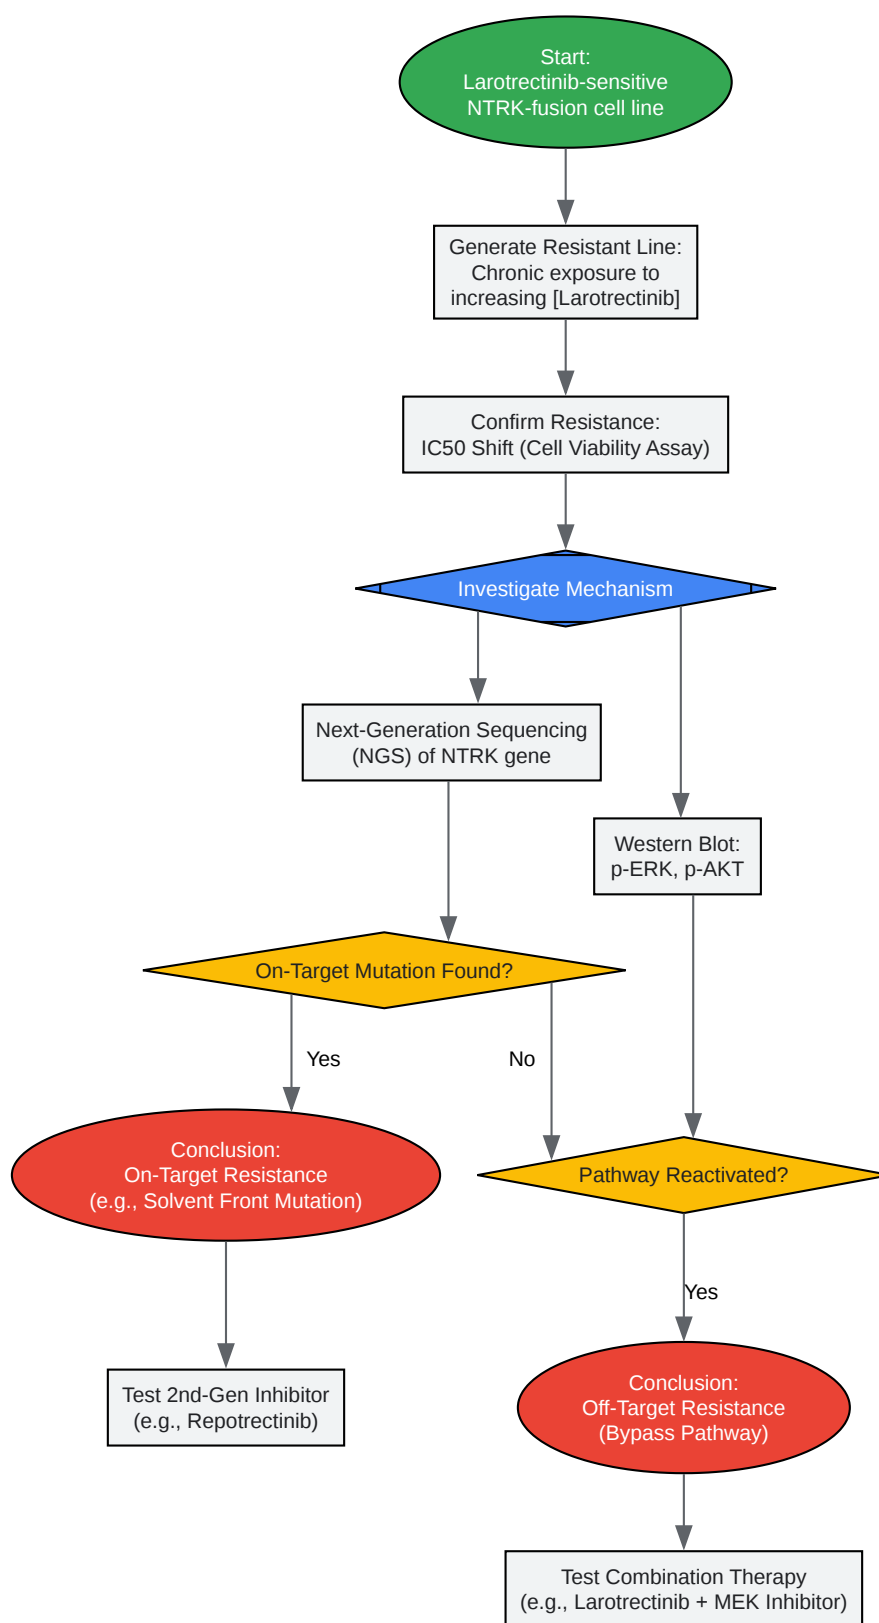 Start:
Larotrectinib-sensitive
NTRK-fusion cell line
Generate Resistant Line:
Chronic exposure to
increasing [Larotrectinib]
Confirm Resistance:
IC50 Shift (Cell Viability Assay)
Investigate Mechanism
Next-Generation Sequencing
(NGS) of NTRK gene
Western Blot:
p-ERK, p-AKT
On-Target Mutation Found?
Yes
No
Conclusion:
On-Target Resistance
(e.g., Solvent Front Mutation)
Pathway Reactivated?
Yes
Test 2nd-Gen Inhibitor
(e.g., Repotrectinib)
Conclusion:
Off-Target Resistance
(Bypass Pathway)
Test Combination Therapy
(e.g., Larotrectinib + MEK Inhibitor)